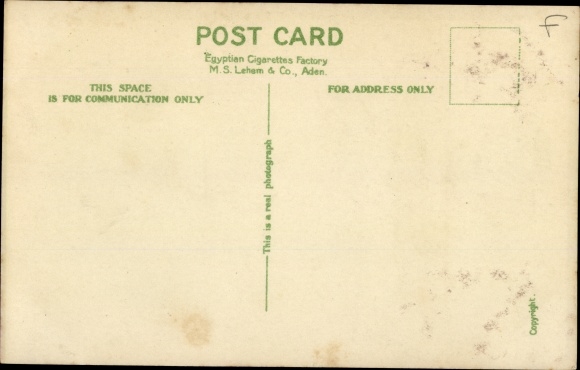 POST CARD
Egyptian Cigarettes Factory
M. S. Lehem & Co., Aden.
THIS SPACE
IS FOR COMMUNICATION ONLY
FOR ADDRESS ONLY
This is a real photograph
Copyright.